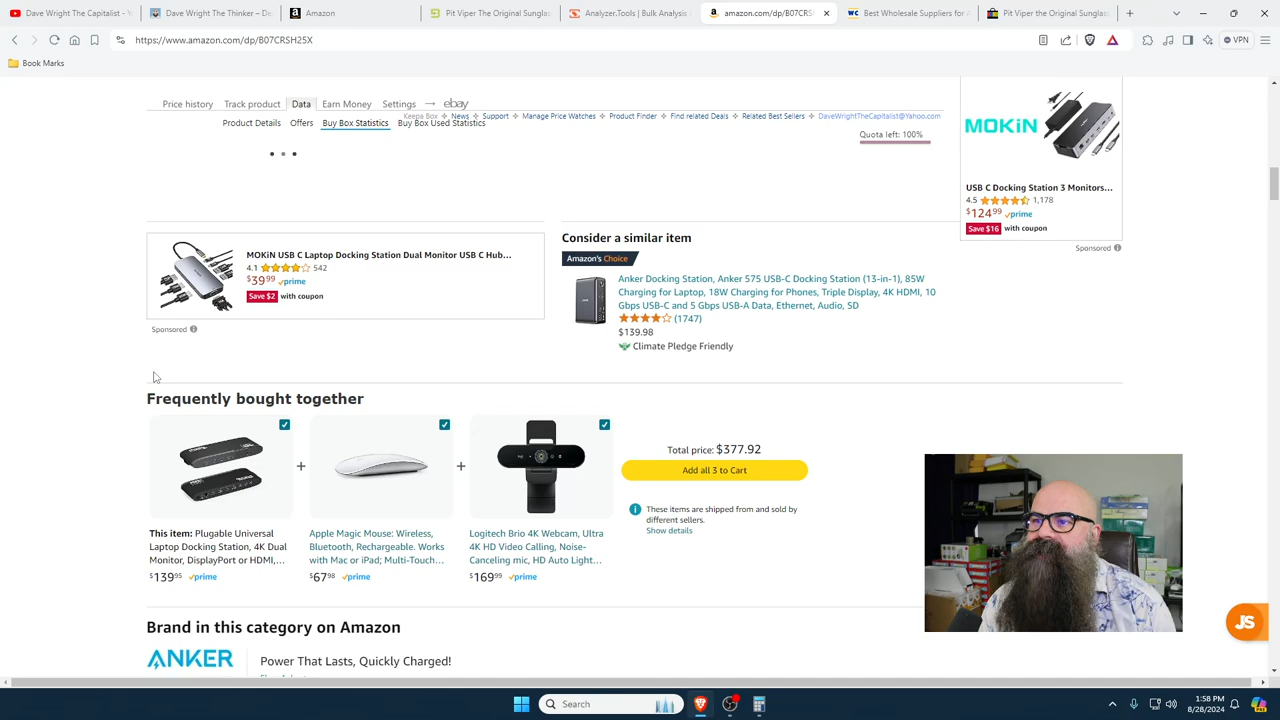 Dave Wright The Capitalist - Y
Dave Wright The Thinker – Dis
Amazon
Pit Viper The Original Sunglas
Analyzer.Tools | Bulk Analysis
amazon.com/dp/B07CRS
Best Wholesale Suppliers for A
Pit Viper the Original Sunglass
https://www.amazon.com/dp/B07CRSH25X
VPN
Book Marks
Price history
Track product
Data
Earn Money
Settings
ebay
Keepa Box
News
Support
Manage Price Watches
Product Finder
Find related Deals
Related Best Sellers
DaveWrightTheCapitalist@Yahoo.com
Product Details
Offers
Buy Box Statistics
Buy Box Used Statistics
Quota left: 100%
MOKiN
USB C Docking Station 3 Monitors...
4.5 1,178
$124.99 prime
Save $16 with coupon
Sponsored
MOKiN USB C Laptop Docking Station Dual Monitor USB C Hub...
4.1 542
$39.99 prime
Save $2 with coupon
Sponsored
Consider a similar item
Amazon's Choice
Anker Docking Station, Anker 575 USB-C Docking Station (13-in-1), 85W
Charging for Laptop, 18W Charging for Phones, Triple Display, 4K HDMI, 10
Gbps USB-C and 5 Gbps USB-A Data, Ethernet, Audio, SD
(1747)
$139.98
Climate Pledge Friendly
Frequently bought together
+
+
Total price: $377.92
Add all 3 to Cart
These items are shipped from and sold by
different sellers.
Show details
This item: Plugable Universal
Laptop Docking Station, 4K Dual
Monitor, DisplayPort or HDMI,...
$139.95 prime
Apple Magic Mouse: Wireless,
Bluetooth, Rechargeable. Works
with Mac or iPad; Multi-Touch...
$67.98 prime
Logitech Brio 4K Webcam, Ultra
4K HD Video Calling, Noise-
Canceling mic, HD Auto Light...
$169.99 prime
JS
Brand in this category on Amazon
ANKER
Power That Lasts, Quickly Charged!
Search
1:58 PM
8/28/2024